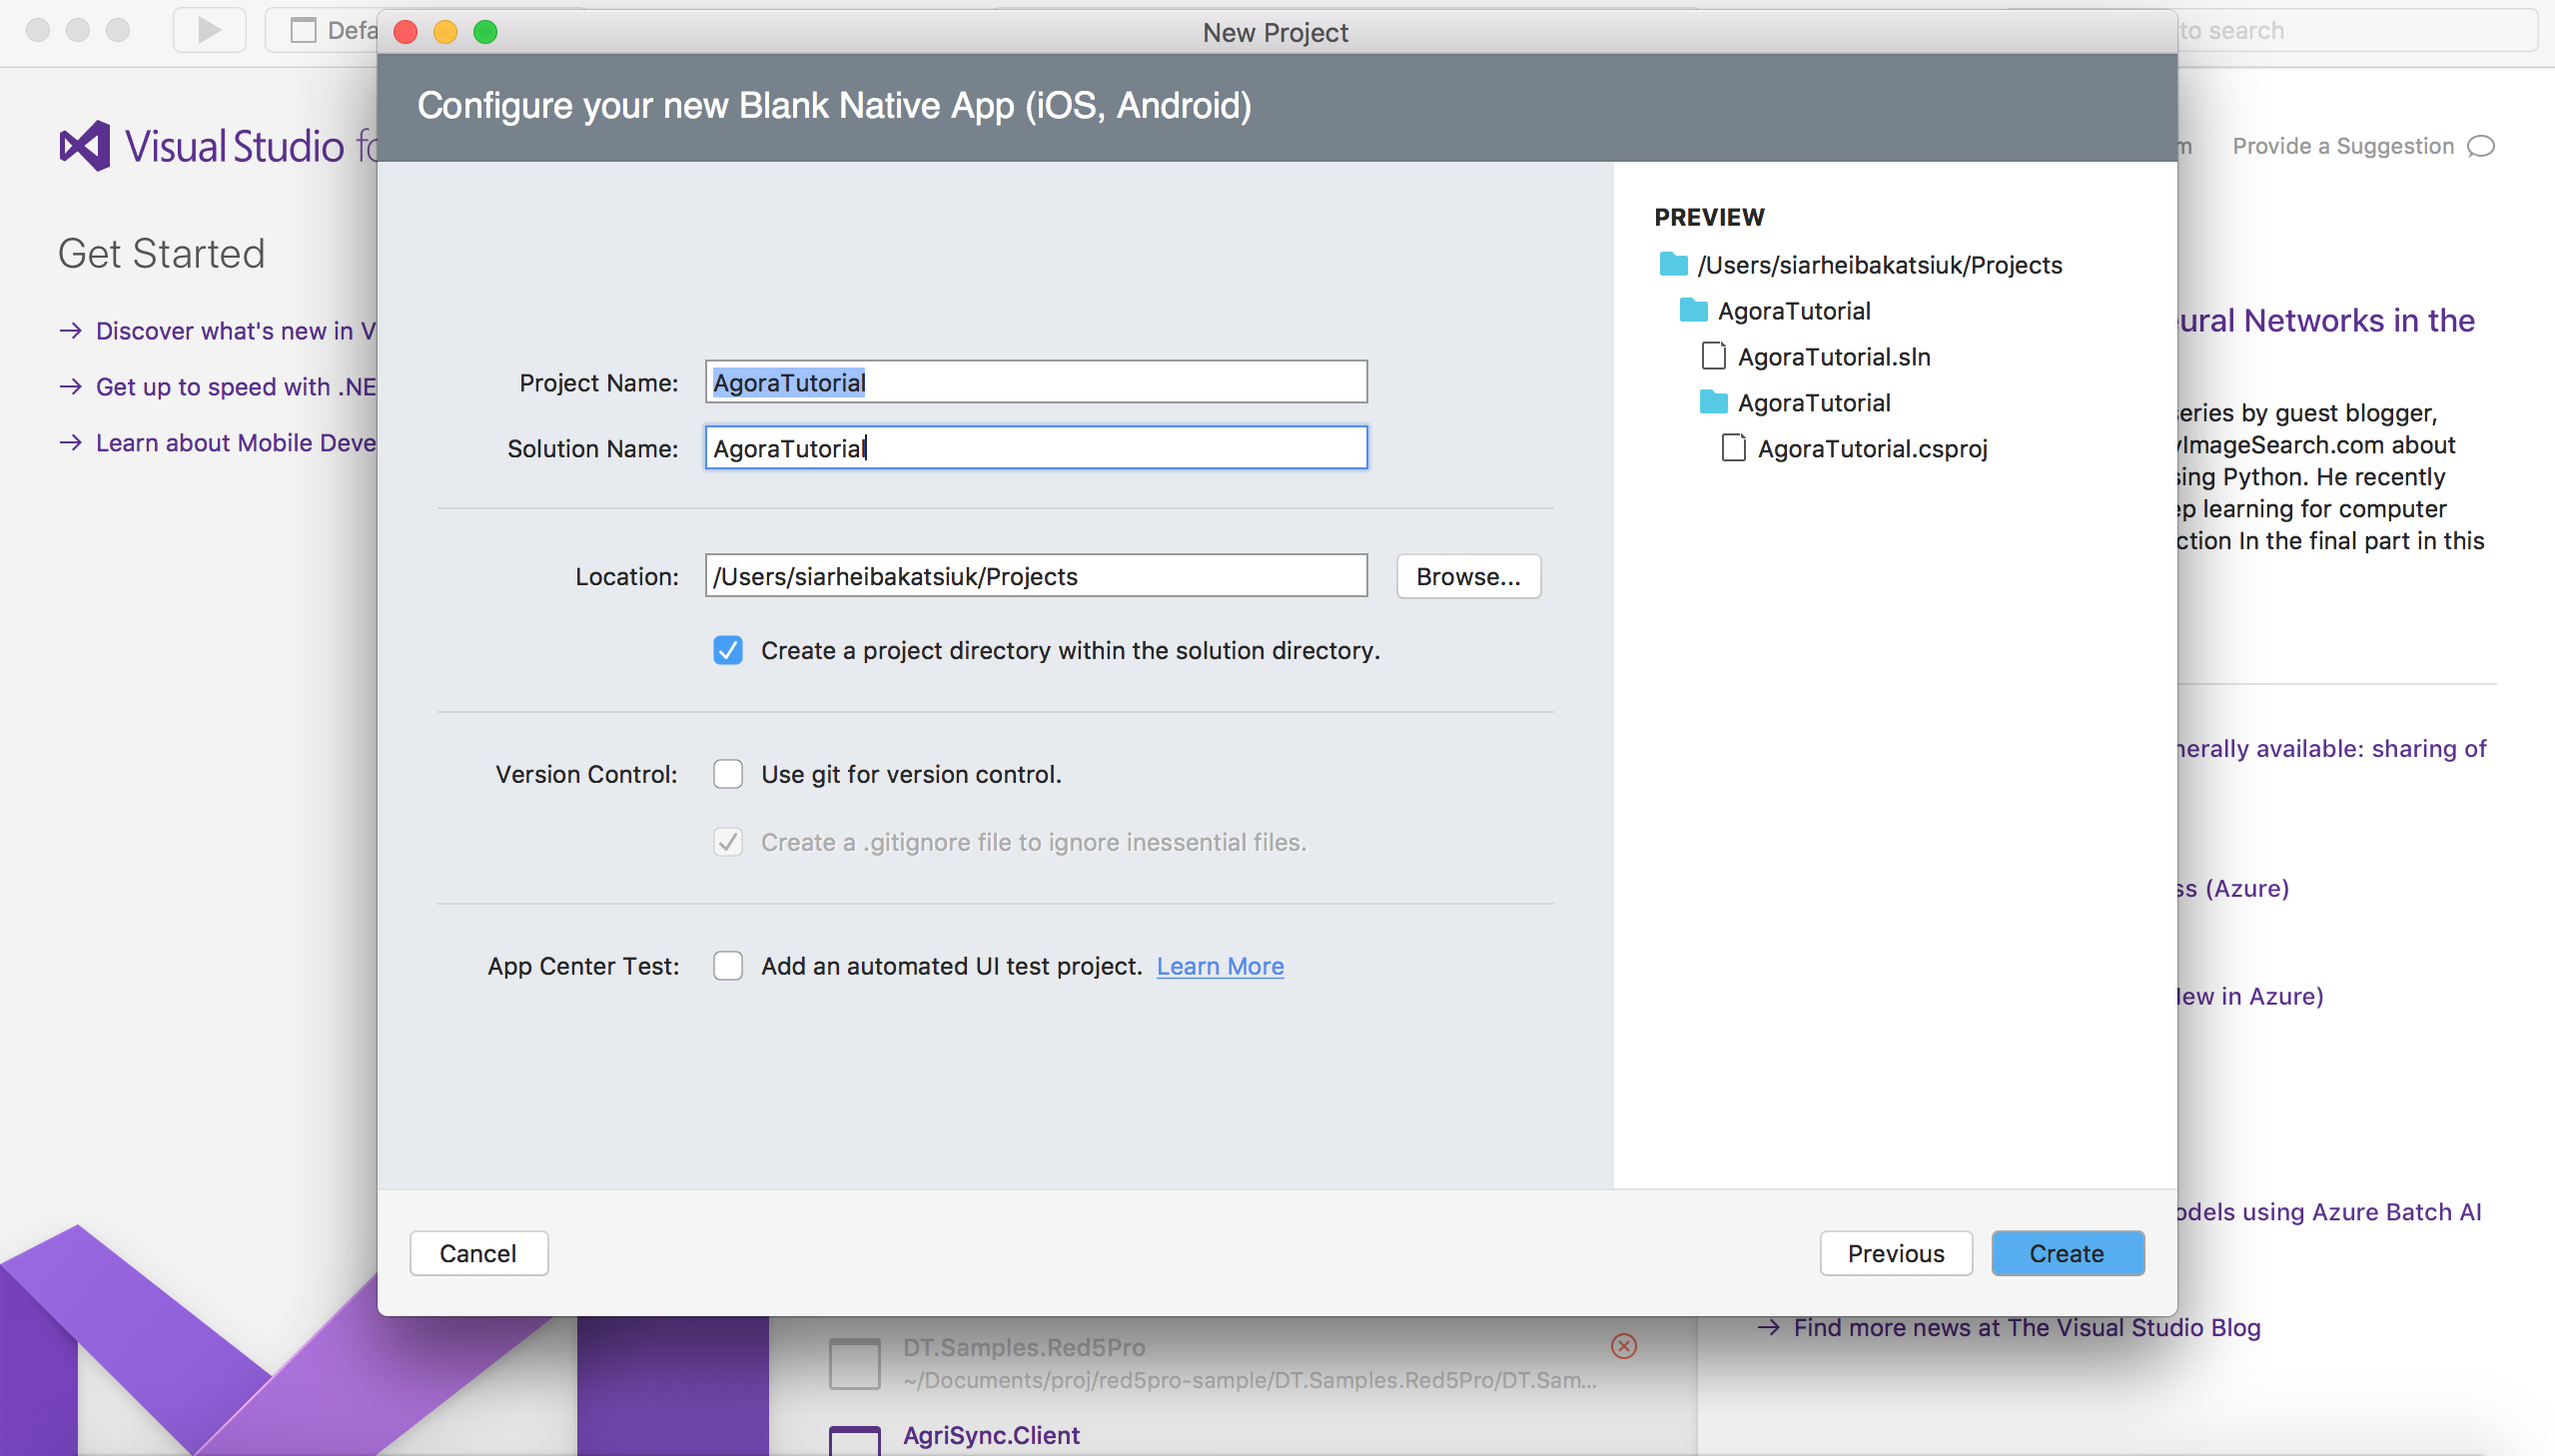 Defa
New Project
to search
Configure your new Blank Native App (iOS, Android)
Visual Studio fo
Provide a Suggestion
Get Started
Discover what's new in V
Get up to speed with .NE
Learn about Mobile Deve
Project Name: AgoraTutorial
Solution Name: AgoraTutorial
Location: /Users/siarheibakatsiuk/Projects Browse...
Create a project directory within the solution directory.
Version Control: Use git for version control.
Create a .gitignore file to ignore inessential files.
App Center Test: Add an automated UI test project. Learn More
PREVIEW
/Users/siarheibakatsiuk/Projects
AgoraTutorial
AgoraTutorial.sln
AgoraTutorial
AgoraTutorial.csproj
Cancel
Previous
Create
ural Networks in the
eries by guest blogger,
yImageSearch.com about
sing Python. He recently
ep learning for computer
ction In the final part in this
nerally available: sharing of
ss (Azure)
New in Azure)
odels using Azure Batch AI
Find more news at The Visual Studio Blog
DT.Samples.Red5Pro
~/Documents/proj/red5pro-sample/DT.Samples.Red5Pro/DT.Sam...
AgriSync.Client